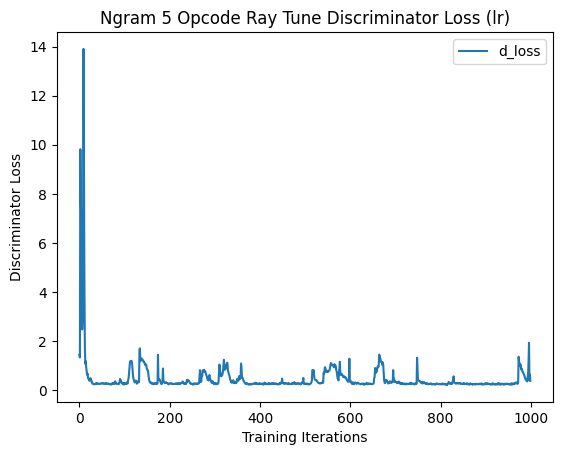 Ngram 5 Opcode Ray Tune Discriminator Loss (lr)
d_loss
Discriminator Loss
14
12
10
8
6
4
2
0
0 200 400 600 800 1000
Training Iterations